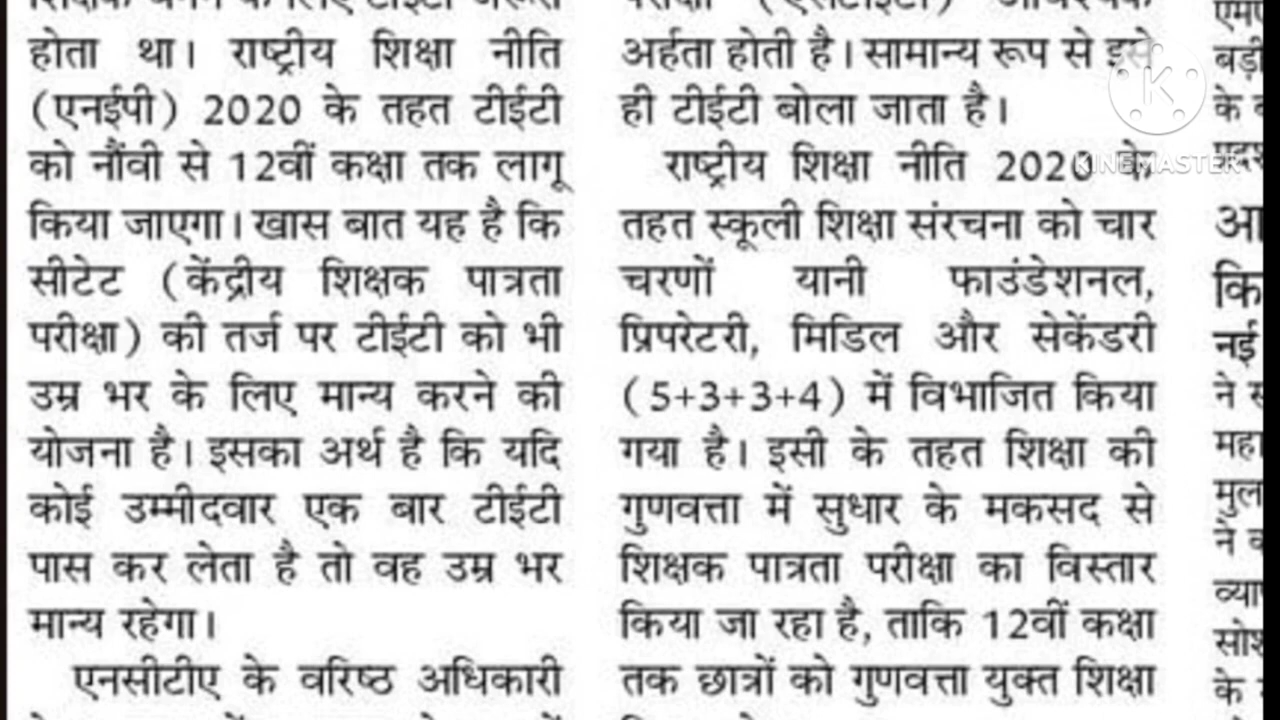 होता था। राष्ट्रीय शिक्षा नीति
(एनईपी) 2020 के तहत टीईटी
को नौंवी से 12वीं कक्षा तक लागू
किया जाएगा। खास बात यह है कि
सीटेट (केंद्रीय शिक्षक पात्रता
परीक्षा) की तर्ज पर टीईटी को भी
उम्र भर के लिए मान्य करने की
योजना है। इसका अर्थ है कि यदि
कोई उम्मीदवार एक बार टीईटी
पास कर लेता है तो वह उम्र भर
मान्य रहेगा।
एनसीटीए के वरिष्ठ अधिकारी
अर्हता होती है। सामान्य रूप से इसे
ही टीईटी बोला जाता है।
राष्ट्रीय शिक्षा नीति 2020 के
तहत स्कूली शिक्षा संरचना को चार
चरणों यानी फाउंडेशनल,
प्रिपरेटरी, मिडिल और सेकेंडरी
(5+3+3+4) में विभाजित किया
गया है। इसी के तहत शिक्षा की
गुणवत्ता में सुधार के मकसद से
शिक्षक पात्रता परीक्षा का विस्तार
किया जा रहा है, ताकि 12वीं कक्षा
तक छात्रों को गुणवत्ता युक्त शिक्षा
बड़ी
के
नई
ने
के
K
KINEMASTER